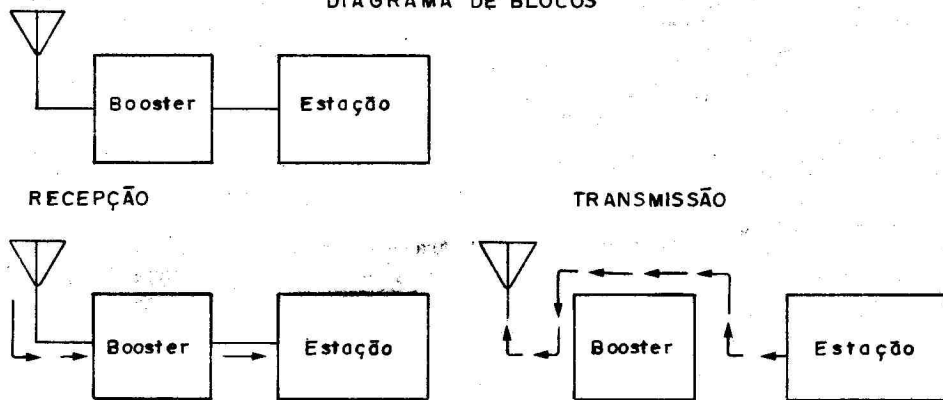 DIAGRAMA DE BLOCOS
Booster
Estação
RECEPÇÃO
TRANSMISSÃO
Booster
Estação
Booster
Estação